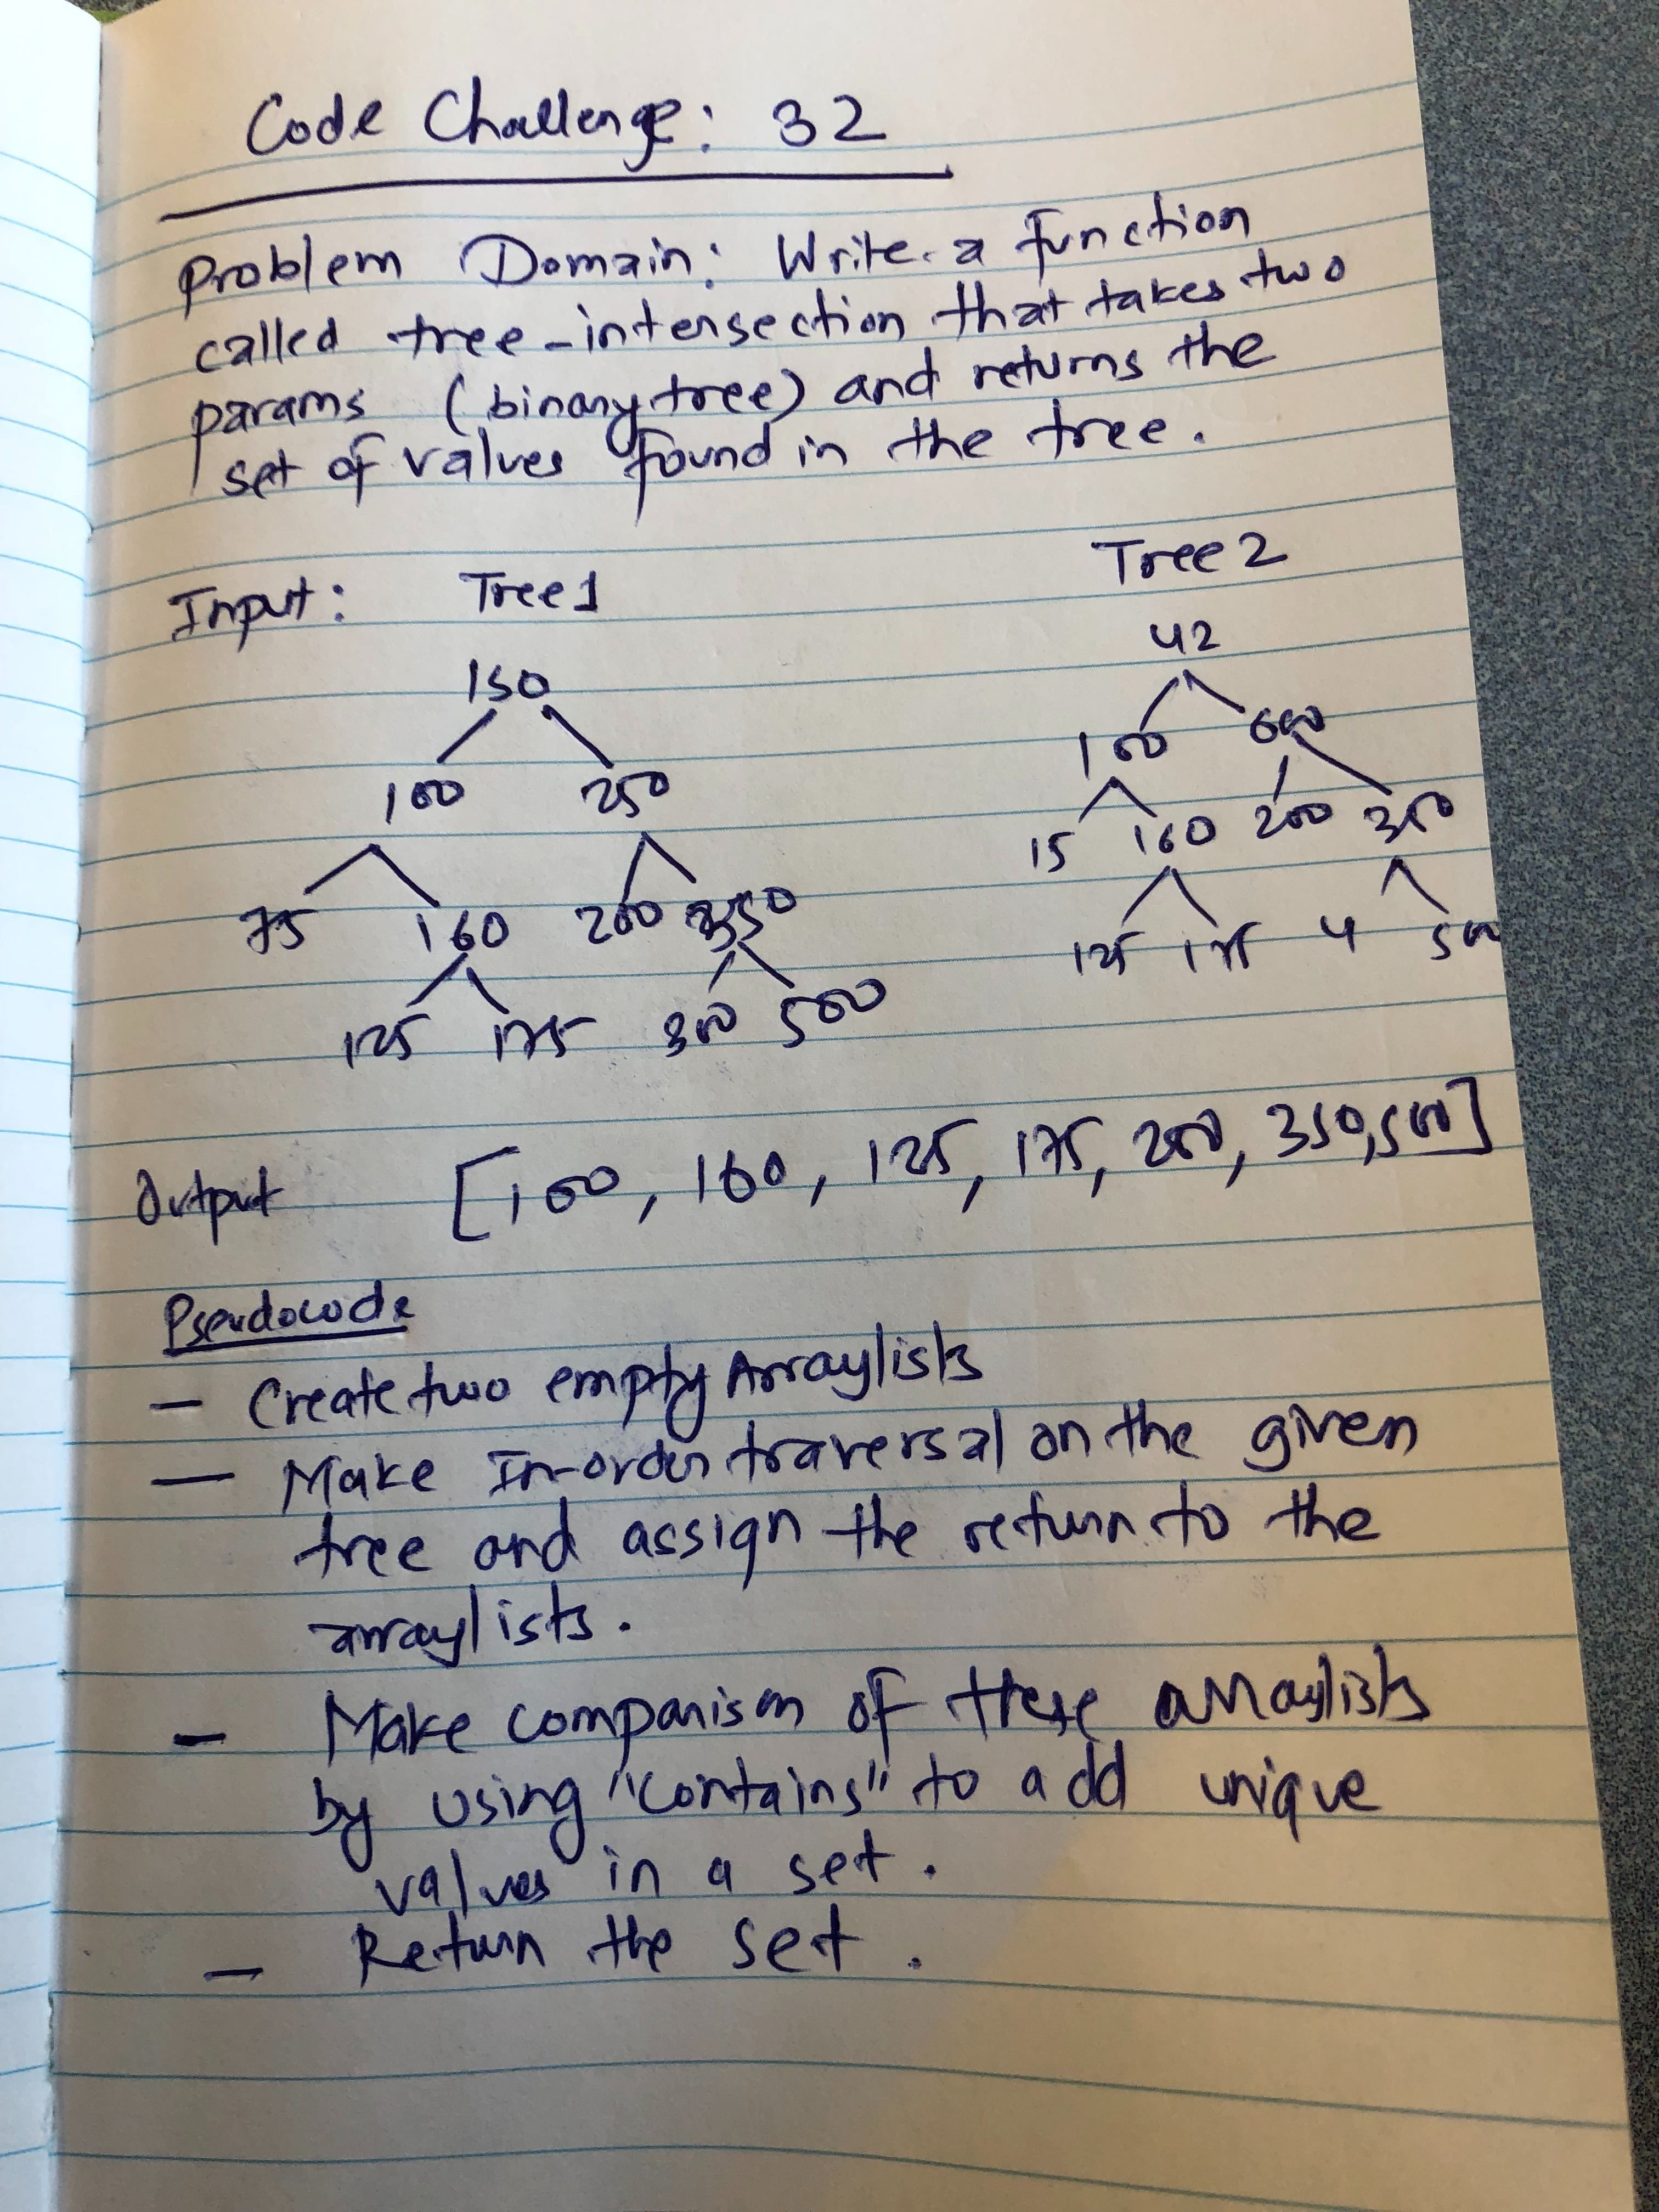 Code Challenge: 32
Problem Domain: Write a function
called tree-intersection that takes two
params (binary tree) and returns the
set of values found in the tree.
Input: Tree1 Tree2
150 42
100 250 100 600
75 160 200 350 15 160 200 350
125 175 300 500 125 175 4 500
Output [100, 160, 125, 175, 200, 350, 500]
Pseudocode
- Create two empty Arraylists
- Make In-order traversal on the given
tree and assign the return to the
arraylists.
- Make comparison of these arraylists
by using "contains" to add unique
values in a set.
- Return the set.